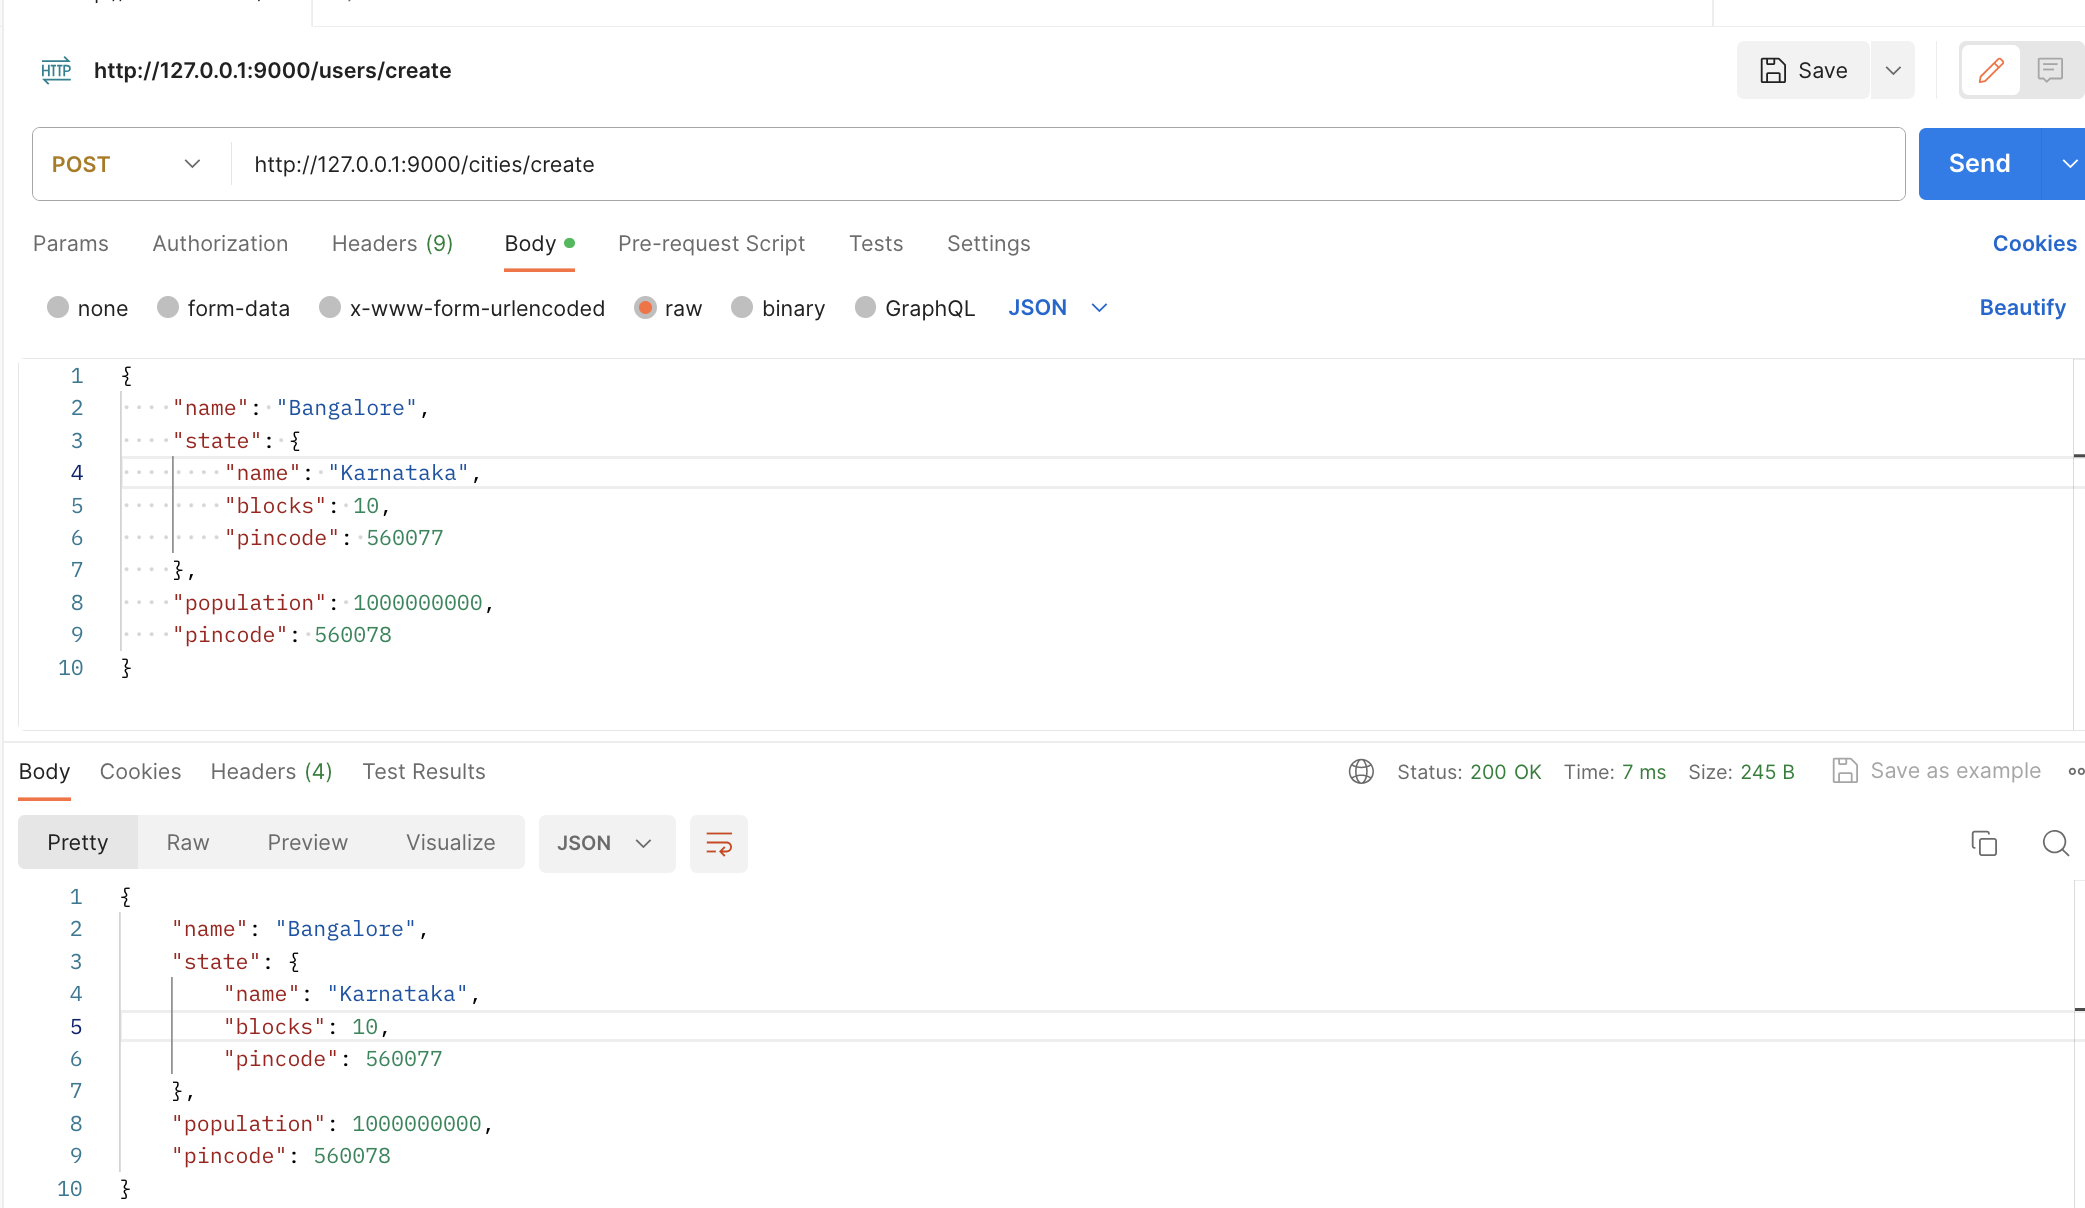 HTTP http://127.0.0.1:9000/users/create Save
POST http://127.0.0.1:9000/cities/create Send
Params Authorization Headers (9) Body Pre-request Script Tests Settings Cookies
none form-data x-www-form-urlencoded raw binary GraphQL JSON Beautify
1 {
2 "name": "Bangalore",
3 "state": {
4 "name": "Karnataka",
5 "blocks": 10,
6 "pincode": 560077
7 },
8 "population": 1000000000,
9 "pincode": 560078
10 }
Body Cookies Headers (4) Test Results Status: 200 OK Time: 7 ms Size: 245 B Save as example
Pretty Raw Preview Visualize JSON
1 {
2 "name": "Bangalore",
3 "state": {
4 "name": "Karnataka",
5 "blocks": 10,
6 "pincode": 560077
7 },
8 "population": 1000000000,
9 "pincode": 560078
10 }